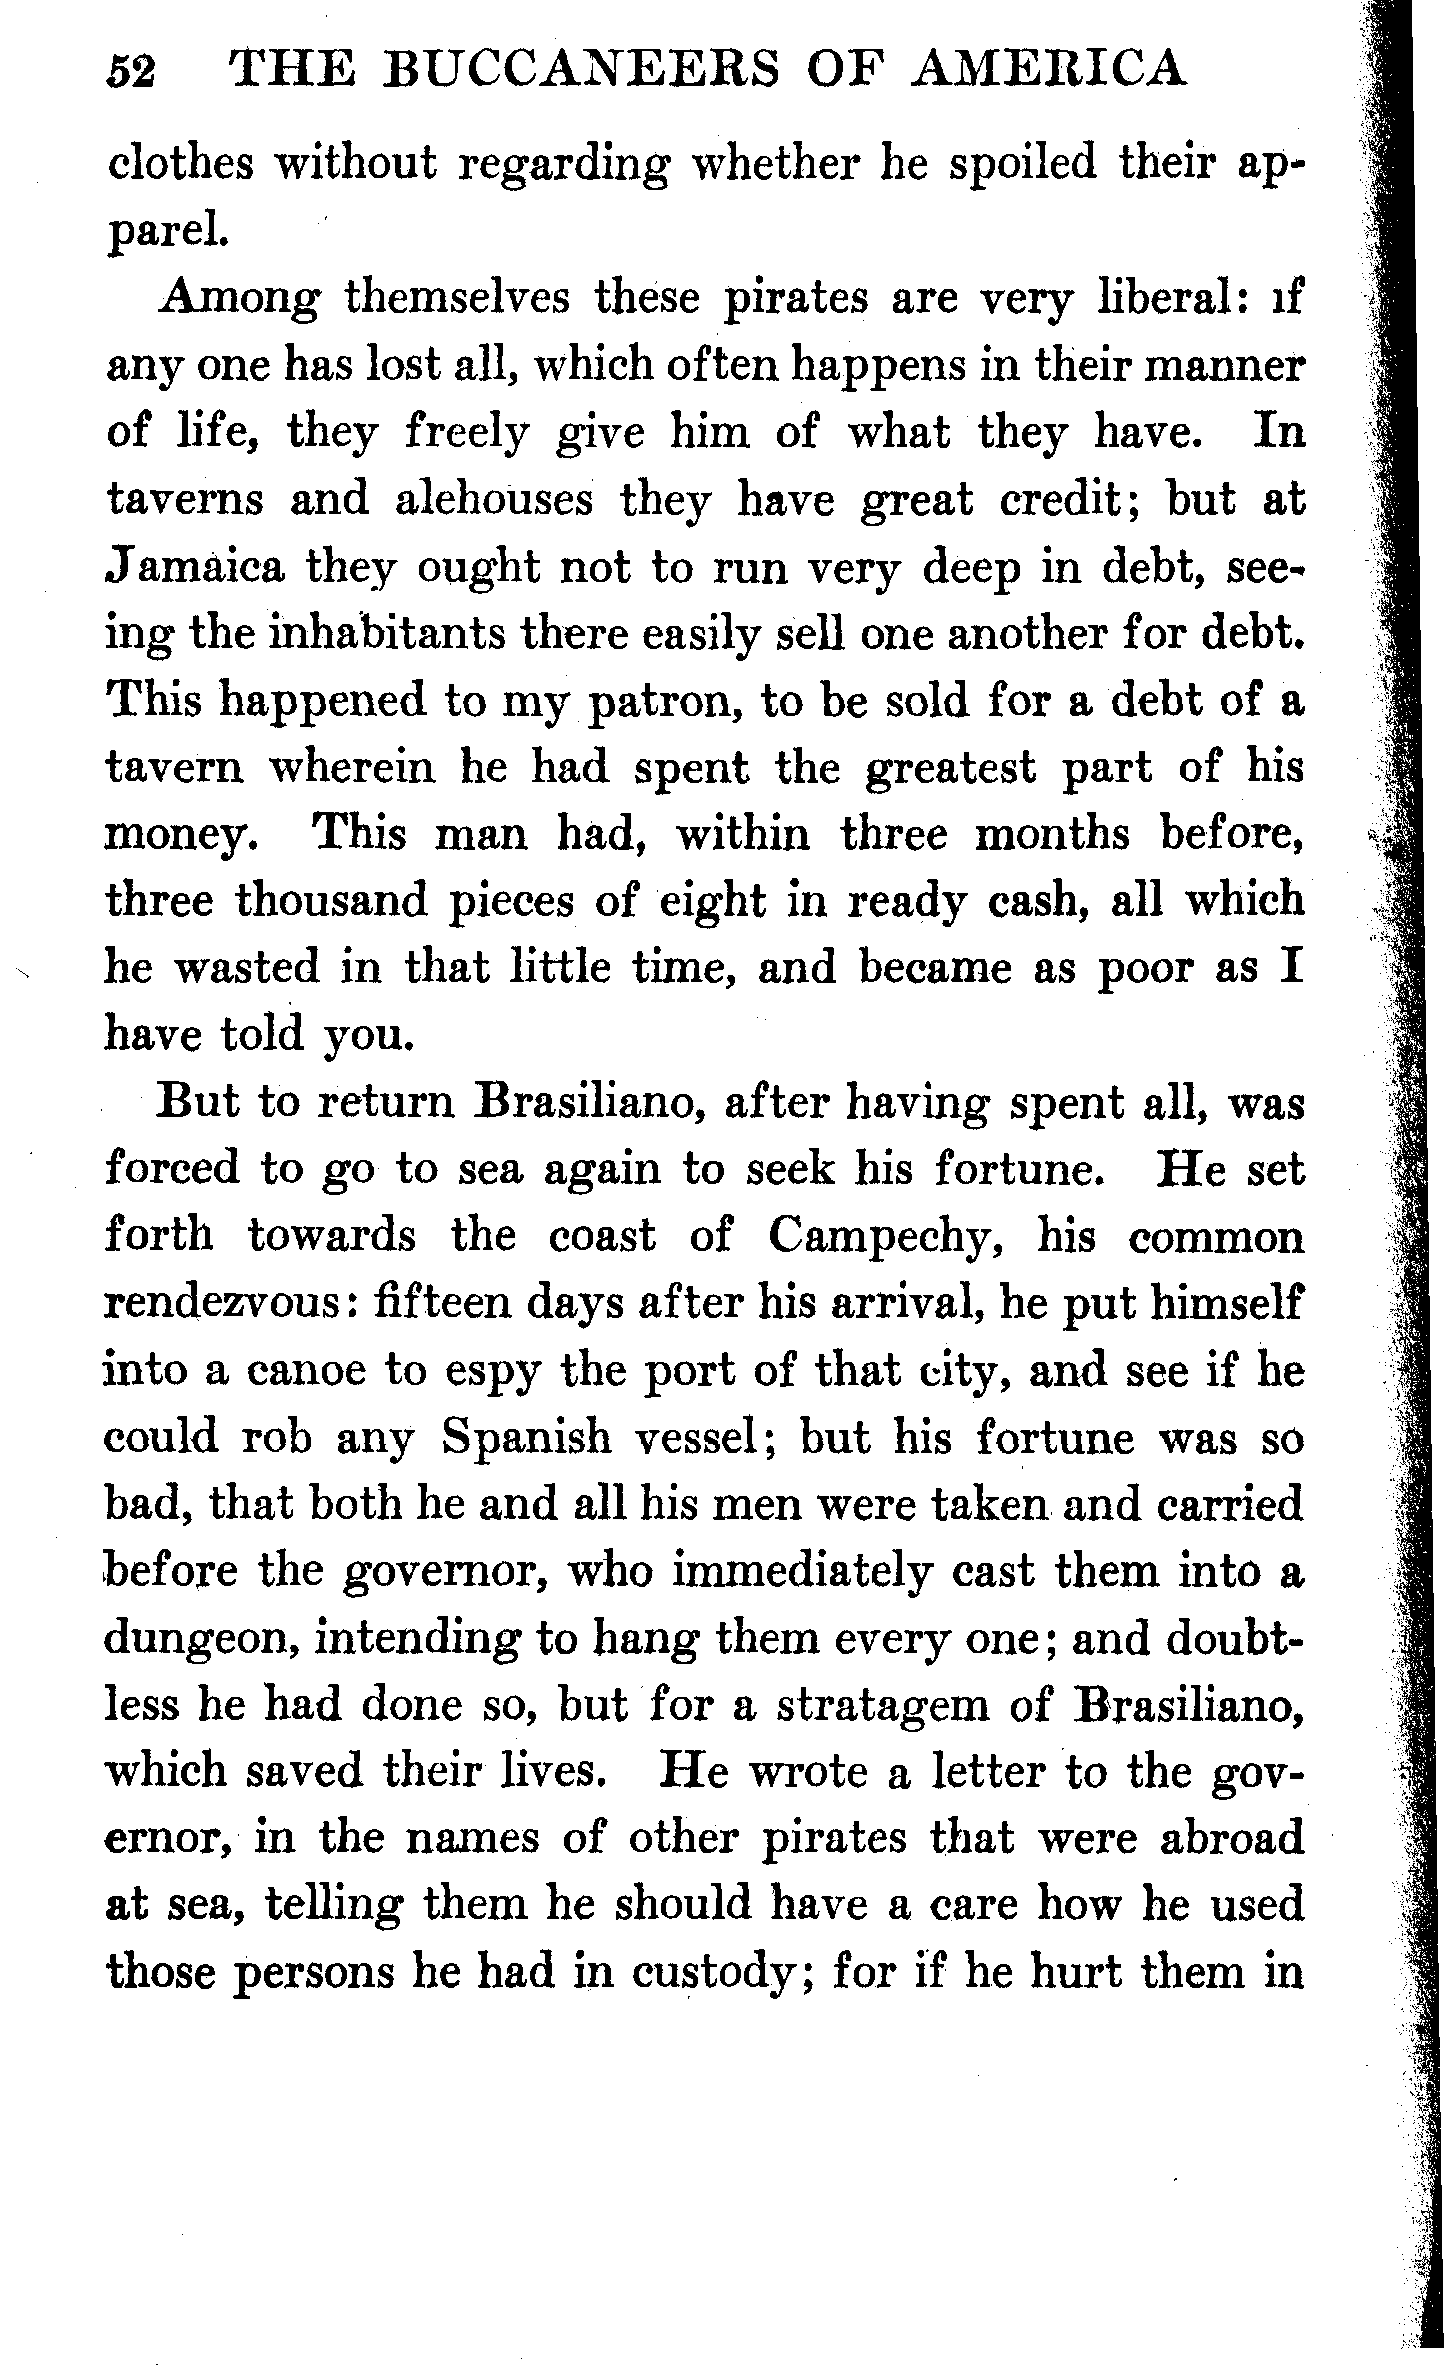 52 THE BUCCANEERS OF AMERICA
clothes without regarding whether he spoiled their ap-
parel.
Among themselves these pirates are very liberal: if
any one has lost all, which often happens in their manner
of life, they freely give him of what they have. In
taverns and alehouses they have great credit; but at
Jamaica they ought not to run very deep in debt, see-
ing the inhabitants there easily sell one another for debt.
This happened to my patron, to be sold for a debt of a
tavern wherein he had spent the greatest part of his
money. This man had, within three months before,
three thousand pieces of eight in ready cash, all which
he wasted in that little time, and became as poor as I
have told you.
But to return Brasiliano, after having spent all, was
forced to go to sea again to seek his fortune. He set
forth towards the coast of Campechy, his common
rendezvous: fifteen days after his arrival, he put himself
into a canoe to espy the port of that city, and see if he
could rob any Spanish vessel; but his fortune was so
bad, that both he and all his men were taken and carried
before the governor, who immediately cast them into a
dungeon, intending to hang them every one; and doubt-
less he had done so, but for a stratagem of Brasiliano,
which saved their lives. He wrote a letter to the gov-
ernor, in the names of other pirates that were abroad
at sea, telling them he should have a care how he used
those persons he had in custody; for if he hurt them in